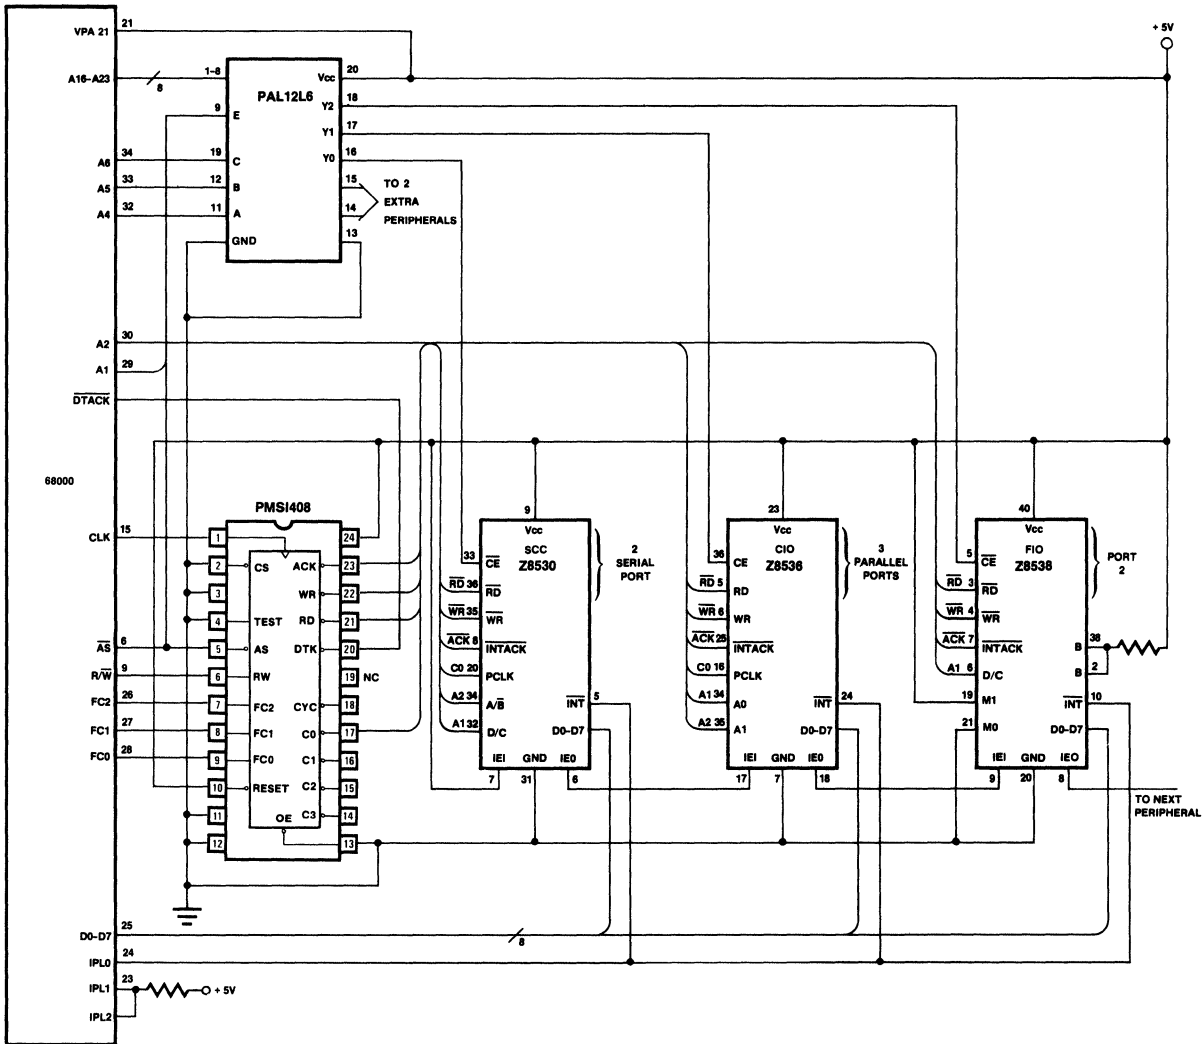 VPA 21 21
A16-A23
8
1-8
PAL12L6
Vcc 20
+ 5V
9 E
Y2 18
Y1 17
A6 34
19 C
Y0 16
A5 33
12 B
15
A4 32
11 A
14
GND
13
TO 2
EXTRA
PERIPHERALS
A2 30
A1 29
DTACK
68000
CLK 15
AS 6
R/W 9
FC2 26
FC1 27
FC0 28
PMSI408
1
2 CS
3
4 TEST
5 AS
6 RW
7 FC2
8 FC1
9 FC0
10 RESET
11
12
OE
24
ACK 23
WR 22
RD 21
DTK 20
19 NC
CYC 18
C0 17
C1 16
C2 15
C3 14
13
9
Vcc
SCC
Z8530
33 CE
RD 36 RD
WR 35 WR
ACK 8 INTACK
C0 20 PCLK
A2 34 A/B
A1 32 D/C
INT 5
D0-D7
IEI GND IE0
7 31 6
2
SERIAL
PORT
23
Vcc
CIO
Z8536
36 CE
RD 5 RD
WR 6 WR
ACK 25 INTACK
C0 16 PCLK
A1 34 A0
A2 35 A1
INT 24
D0-D7
IEI GND IE0
17 7 18
3
PARALLEL
PORTS
40
Vcc
FIO
Z8538
5 CE
RD 3 RD
WR 4 WR
ACK 7 INTACK
A1 6 D/C
19 M1
21 M0
B 38
B 2
INT 10
D0-D7
IEI GND IEO
9 20 8
PORT
2
TO NEXT
PERIPHERAL
D0-D7 25
8
IPL0 24
IPL1 23
+ 5V
IPL2